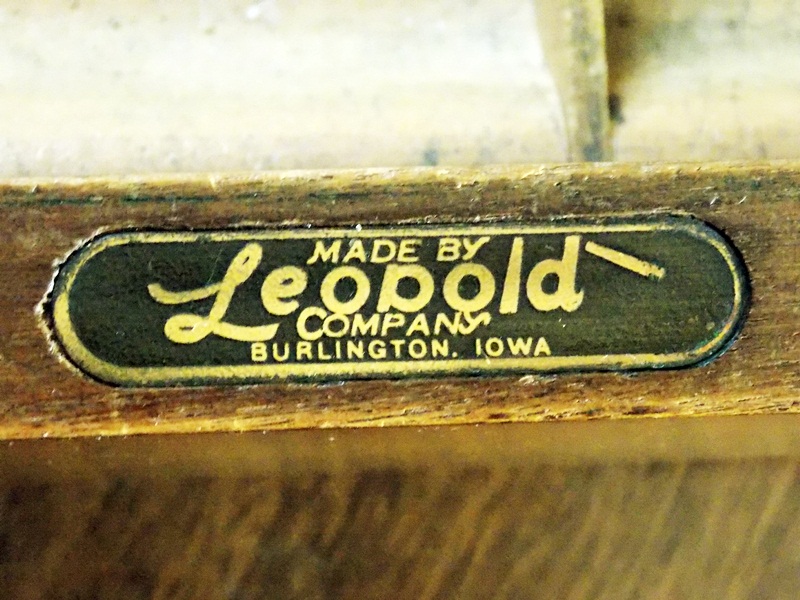 MADE BY
Leopold
COMPANY
BURLINGTON. IOWA